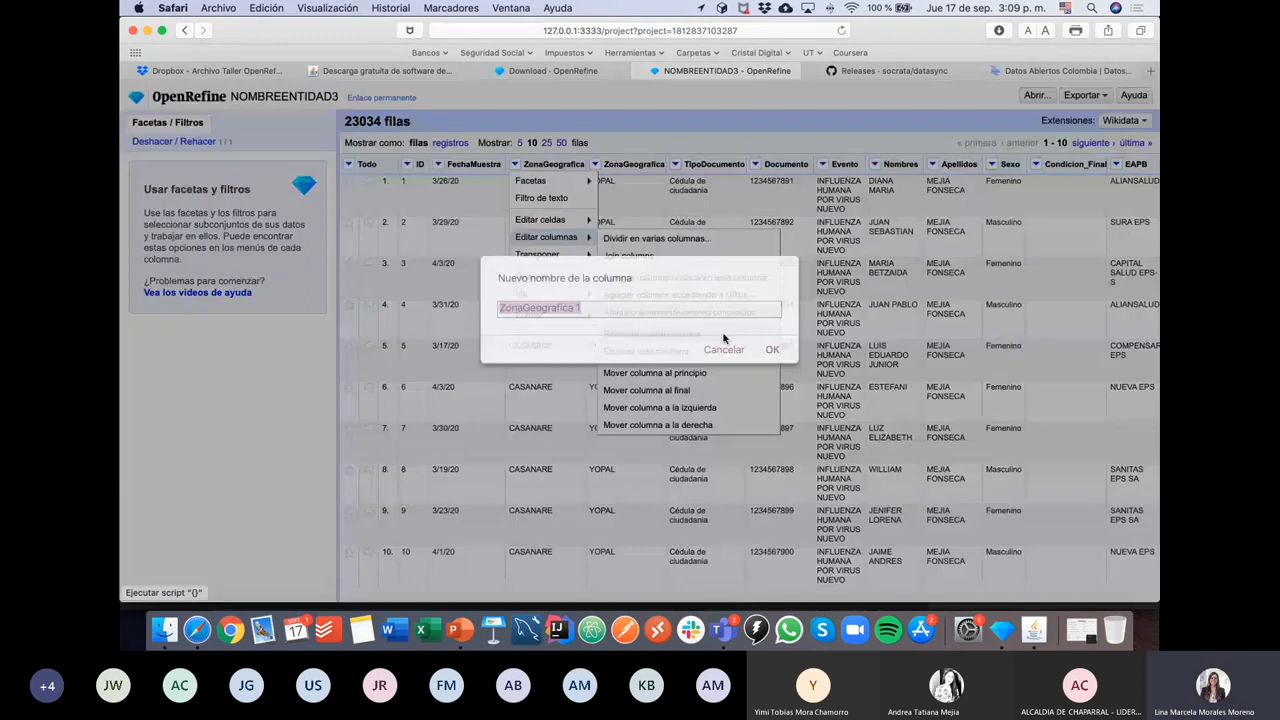 Safari Archivo Edición Visualización Historial Marcadores Ventana Ayuda 100 % Jue 17 de sep. 3:09 p. m.
127.0.0.1:3333/project?project=1812837103287
Bancos Seguridad Social Impuestos Herramientas Carpetas Cristal Digital UT Coursera
Dropbox - Archivo Taller OpenRef... Descarga gratuita de software de... Download · OpenRefine NOMBREENTIDAD3 - OpenRefine Releases · socrata/datasync Datos Abiertos Colombia | Datos...
OpenRefine NOMBREENTIDAD3 Enlace permanente Abrir... Exportar Ayuda
Facetas / Filtros 23034 filas Extensiones: Wikidata
Deshacer / Rehacer 1 / 1 Mostrar como: filas registros Mostrar: 5 10 25 50 filas « primera ‹ anterior 1 - 10 siguiente › última »
Todo ID FechaMuestra ZonaGeografica ZonaGeografica TipoDocumento Documento Evento Nombres Apellidos Sexo Condicion_Final EAPB
Usar facetas y filtros
Use las facetas y los filtros para
seleccionar subconjuntos de sus datos
y trabajar en ellos. Puede encontrar
estas opciones en los menús de cada
columna.
¿Problemas para comenzar?
Vea los videos de ayuda
1. 1 3/26/20 OPAL Cédula de ciudadania 1234567891 INFLUENZA HUMANA POR VIRUS NUEVO DIANA MARIA MEJIA FONSECA Femenino ALIANSALUD
2. 2 3/29/20 Cédula de INFLUENZA HUMANA POR VIRUS NUEVO JUAN SEBASTIAN MEJIA FONSECA Masculino SURA EPS
3. 3 4/3/20 INFLUENZA HUMANA POR VIRUS NUEVO MARIA BETZAIDA MEJIA FONSECA Femenino CAPITAL SALUD EPS-S
4. 4 3/31/20 INFLUENZA HUMANA POR VIRUS NUEVO JUAN PABLO MEJIA FONSECA Masculino
5. 5 3/17/20 INFLUENZA HUMANA POR VIRUS NUEVO LUIS EDUARDO JUNIOR MEJIA FONSECA Masculino COMPENSAR EPS
6. 6 4/3/20 CASANARE 896 INFLUENZA HUMANA POR VIRUS NUEVO ESTEFANI MEJIA FONSECA Femenino NUEVA EPS
7. 7 3/30/20 CASANARE 897 INFLUENZA HUMANA POR VIRUS NUEVO LUZ ELIZABETH MEJIA FONSECA Femenino
8. 8 3/19/20 CASANARE YOPAL Cédula de ciudadania 1234567898 INFLUENZA HUMANA POR VIRUS NUEVO WILLIAM MEJIA FONSECA Masculino SANITAS EPS SA
9. 9 3/23/20 CASANARE YOPAL Cédula de ciudadania 1234567899 INFLUENZA HUMANA POR VIRUS NUEVO JENIFER LORENA MEJIA FONSECA Femenino SANITAS EPS SA
10. 10 4/1/20 CASANARE YOPAL Cédula de ciudadania 1234567900 INFLUENZA HUMANA POR VIRUS NUEVO JAIME ANDRES MEJIA FONSECA Masculino NUEVA EPS
Facetas
Filtro de texto
Editar celdas
Editar columnas
Transponer
Dividir en varias columnas...
Join columns
Nuevo nombre de la columna
ZonaGeografica 1
Cancelar OK
Mover columna al principio
Mover columna al final
Mover columna a la izquierda
Mover columna a la derecha
Ejecutar script "{}"
+4 JW AC JG US JR FM AB AM KB AM Y AC
Yimi Tobias Mora Chamorro Andrea Tatiana Mejia ALCALDIA DE CHAPARRAL - LIDER... Lina Marcela Morales Moreno